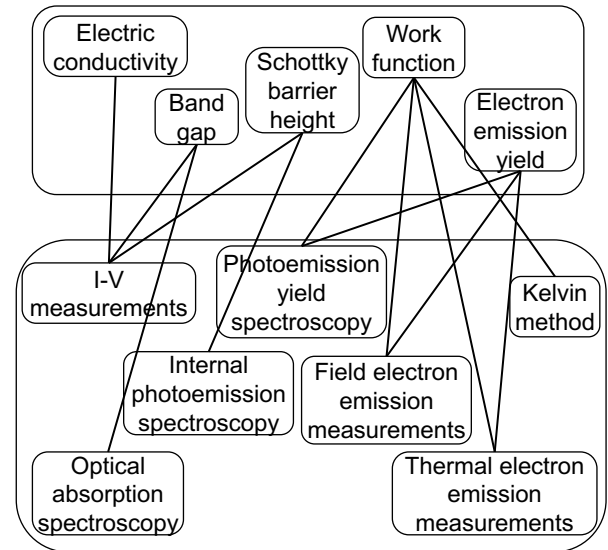 Electric
conductivity
Band
gap
Schottky
barrier
height
Work
function
Electron
emission
yield
I-V
measurements
Photoemission
yield
spectroscopy
Kelvin
method
Internal
photoemission
spectroscopy
Field electron
emission
measurements
Optical
absorption
spectroscopy
Thermal electron
emission
measurements